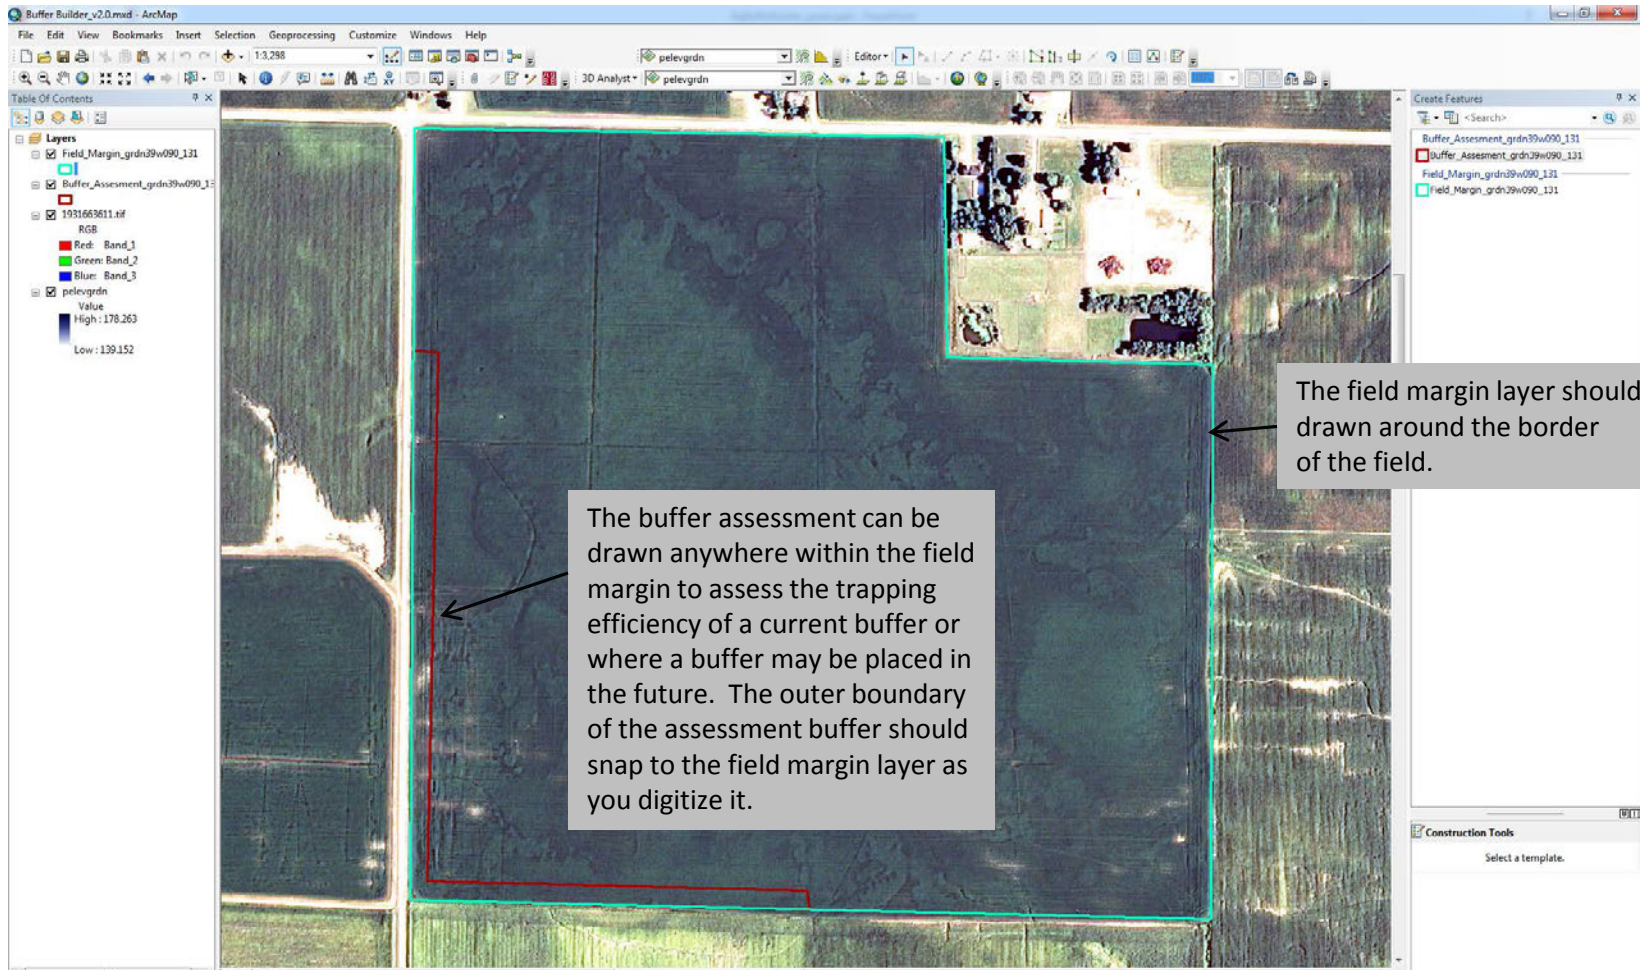 Buffer Builder_v2.0.mxd - ArcMap
File Edit View Bookmarks Insert Selection Geoprocessing Customize Windows Help
1:3,298
pelevgrdn
Editor
3D Analyst
pelevgrdn
Table Of Contents
Layers
Field_Margin_grdn39w090_131
Buffer_Assesment_grdn39w090_13
1931663611.tif
RGB
Red: Band_1
Green: Band_2
Blue: Band_3
pelevgrdn
Value
High : 178.263
Low : 139.152
The buffer assessment can be
drawn anywhere within the field
margin to assess the trapping
efficiency of a current buffer or
where a buffer may be placed in
the future. The outer boundary
of the assessment buffer should
snap to the field margin layer as
you digitize it.
The field margin layer should
drawn around the border
of the field.
Create Features
<Search>
Buffer_Assesment_grdn39w090_131
Buffer_Assesment_grdn39w090_131
Field_Margin_grdn39w090_131
Field_Margin_grdn39w090_131
Construction Tools
Select a template.